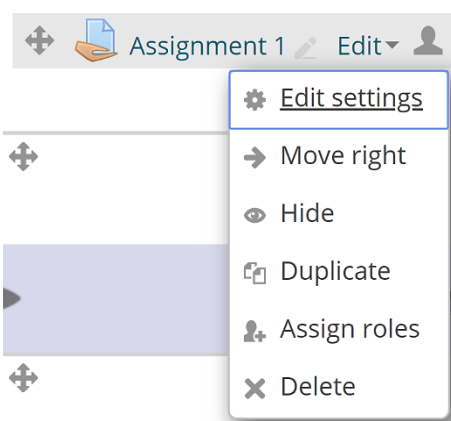 Assignment 1 Edit
Edit settings
Move right
Hide
Duplicate
Assign roles
Delete